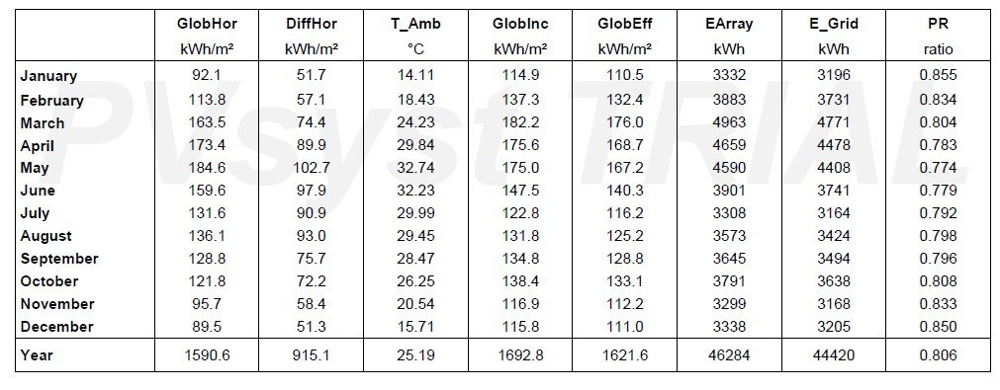 GlobHor DiffHor T_Amb GlobInc GlobEff EArray E_Grid PR
kWh/m² kWh/m² °C kWh/m² kWh/m² kWh kWh ratio
January 92.1 51.7 14.11 114.9 110.5 3332 3196 0.855
February 113.8 57.1 18.43 137.3 132.4 3883 3731 0.834
March 163.5 74.4 24.23 182.2 176.0 4963 4771 0.804
April 173.4 89.9 29.84 175.6 168.7 4659 4478 0.783
May 184.6 102.7 32.74 175.0 167.2 4590 4408 0.774
June 159.6 97.9 32.23 147.5 140.3 3901 3741 0.779
July 131.6 90.9 29.99 122.8 116.2 3308 3164 0.792
August 136.1 93.0 29.45 131.8 125.2 3573 3424 0.798
September 128.8 75.7 28.47 134.8 128.8 3645 3494 0.796
October 121.8 72.2 26.25 138.4 133.1 3791 3638 0.808
November 95.7 58.4 20.54 116.9 112.2 3299 3168 0.833
December 89.5 51.3 15.71 115.8 111.0 3338 3205 0.850
Year 1590.6 915.1 25.19 1692.8 1621.6 46284 44420 0.806
PVsyst TRIAL